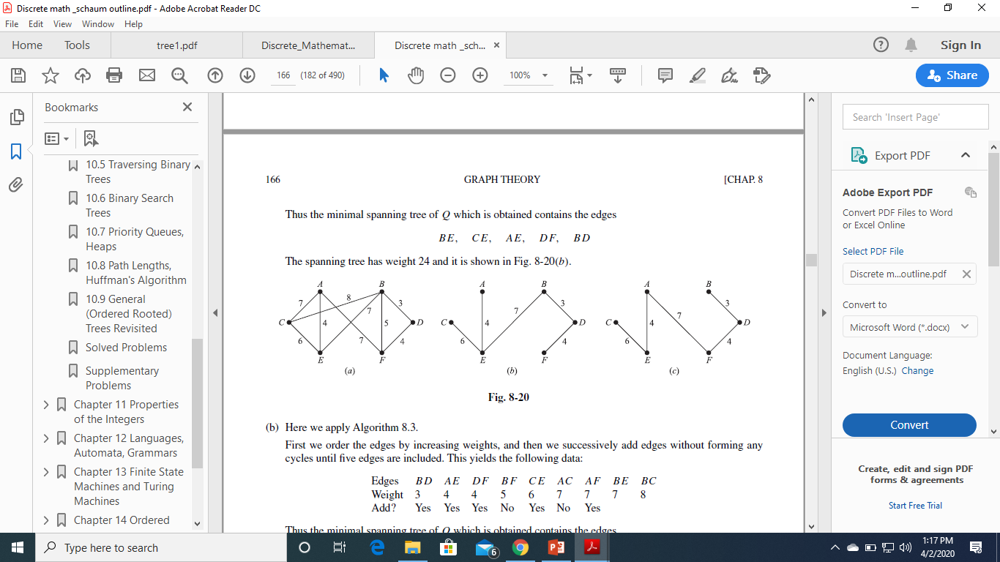 Discrete math _schaum outline.pdf - Adobe Acrobat Reader DC
File Edit View Window Help
Home Tools tree1.pdf Discrete_Mathemat... Discrete math _sch... × Sign In
166 (182 of 490) 100% Share
Bookmarks
10.5 Traversing Binary
Trees
10.6 Binary Search
Trees
10.7 Priority Queues,
Heaps
10.8 Path Lengths,
Huffman's Algorithm
10.9 General
(Ordered Rooted)
Trees Revisited
Solved Problems
Supplementary
Problems
Chapter 11 Properties
of the Integers
Chapter 12 Languages,
Automata, Grammars
Chapter 13 Finite State
Machines and Turing
Machines
Chapter 14 Ordered
166 GRAPH THEORY [CHAP. 8
Thus the minimal spanning tree of Q which is obtained contains the edges
BE, CE, AE, DF, BD
The spanning tree has weight 24 and it is shown in Fig. 8-20(b).
A B A B A B
7 8 7 3 7 3 7 3
C 4 5 D C 4 D C 4 D
6 7 4 6 4 6 4
E F E F E F
(a) (b) (c)
Fig. 8-20
(b) Here we apply Algorithm 8.3.
First we order the edges by increasing weights, and then we successively add edges without forming any
cycles until five edges are included. This yields the following data:
Edges BD AE DF BF CE AC AF BE BC
Weight 3 4 4 5 6 7 7 7 8
Add? Yes Yes Yes No Yes No Yes
Thus the minimal spanning tree of Q which is obtained contains the edges
Search 'Insert Page'
Export PDF
Adobe Export PDF
Convert PDF Files to Word
or Excel Online
Select PDF File
Discrete m...outline.pdf
Convert to
Microsoft Word (*.docx)
Document Language:
English (U.S.) Change
Convert
Create, edit and sign PDF
forms & agreements
Start Free Trial
Type here to search
6
1:17 PM
4/2/2020